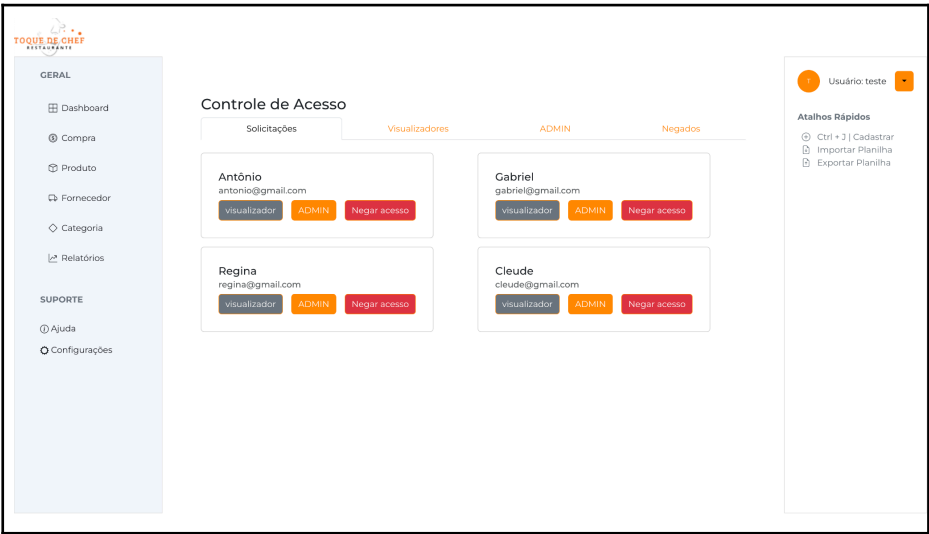 TOQUE DE CHEF
RESTAURANTE
GERAL
Dashboard
Compra
Produto
Fornecedor
Categoria
Relatórios
SUPORTE
Ajuda
Configurações
Controle de Acesso
Solicitações Visualizadores ADMIN Negados
Antônio
antonio@gmail.com
visualizador ADMIN Negar acesso
Gabriel
gabriel@gmail.com
visualizador ADMIN Negar acesso
Regina
regina@gmail.com
visualizador ADMIN Negar acesso
Cleude
cleude@gmail.com
visualizador ADMIN Negar acesso
T Usuário: teste
Atalhos Rápidos
Ctrl + J | Cadastrar
Importar Planilha
Exportar Planilha